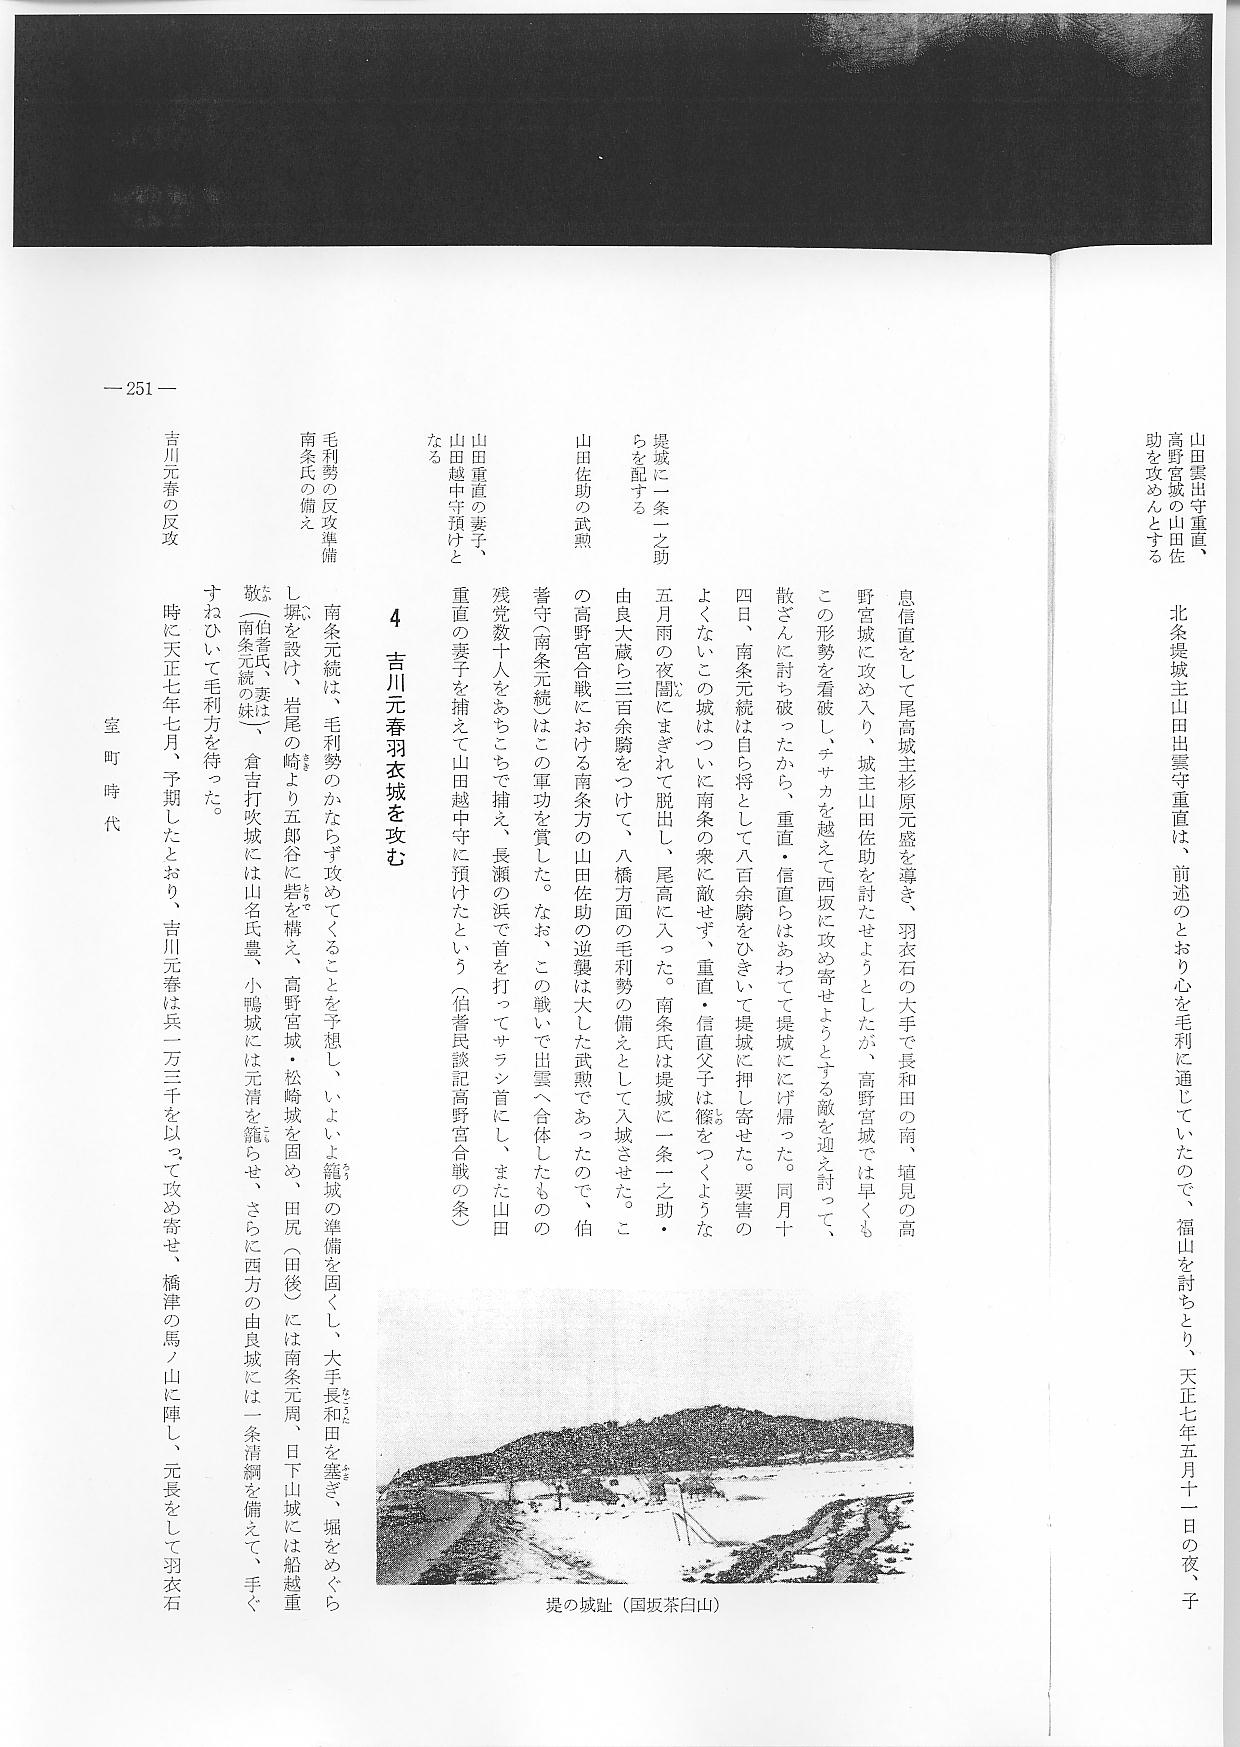 山田雲出守重直、
高野宮城の山田佐
助を攻めんとする
北条堤城主山田出雲守重直は、前述のとおり心を毛利に通じていたので、福山を討ちとり、天正七年五月十一日の夜、子
息信直をして尾高城主杉原元盛を導き、羽衣石の大手で長和田の南、埴見の高
野宮城に攻め入り、城主山田佐助を討たせようとしたが、高野宮城では早くも
この形勢を看破し、チサカを越えて西坂に攻め寄せようとする敵を迎え討って、
散ざんに討ち破ったから、重直・信直らはあわてて堤城ににげ帰った。同月十
四日、南条元続は自ら将として八百余騎をひきいて堤城に押し寄せた。要害の
よくないこの城はついに南条の衆に敵せず、重直・信直父子は篠しのをつくような
堤城に一条一之助
らを配する
五月雨の夜闇いんにまぎれて脱出し、尾高に入った。南条氏は堤城に一条一之助・
由良大蔵ら三百余騎をつけて、八橋方面の毛利勢の備えとして入城させた。こ
山田佐助の武勲
の高野宮合戦における南条方の山田佐助の逆襲は大した武勲であったので、伯
耆守(南条元続)はこの軍功を賞した。なお、この戦いで出雲へ合体したものの
残党数十人をあちこちで捕え、長瀬の浜で首を打ってサラシ首にし、また山田
山田重直の妻子、
山田越中守預けと
なる
重直の妻子を捕えて山田越中守に預けたという(伯耆民談記高野宮合戦の条)
堤の城趾(国坂茶臼山)
4 吉川元春羽衣城を攻む
毛利勢の反攻準備
南条氏の備え
南条元続は、毛利勢のかならず攻めてくることを予想し、いよいよ籠ろう城の準備を固くし、大手長和田なごうたを塞ふさぎ、堀をめぐら
し塀へいを設け、岩尾の崎さきより五郎谷に砦とりでを構え、高野宮城・松崎城を固め、田尻(田後)には南条元周、日下山城には船越重
敬たか(伯耆氏、妻は南条元続の妹)、倉吉打吹城には山名氏豊、小鴨城には元清を籠こもらせ、さらに西方の由良城には一条清綱を備えて、手ぐ
すねひいて毛利方を待った。
吉川元春の反攻
時に天正七年七月、予期したとおり、吉川元春は兵一万三千を以って攻め寄せ、橋津の馬ノ山に陣し、元長をして羽衣石
室町時代
―251―